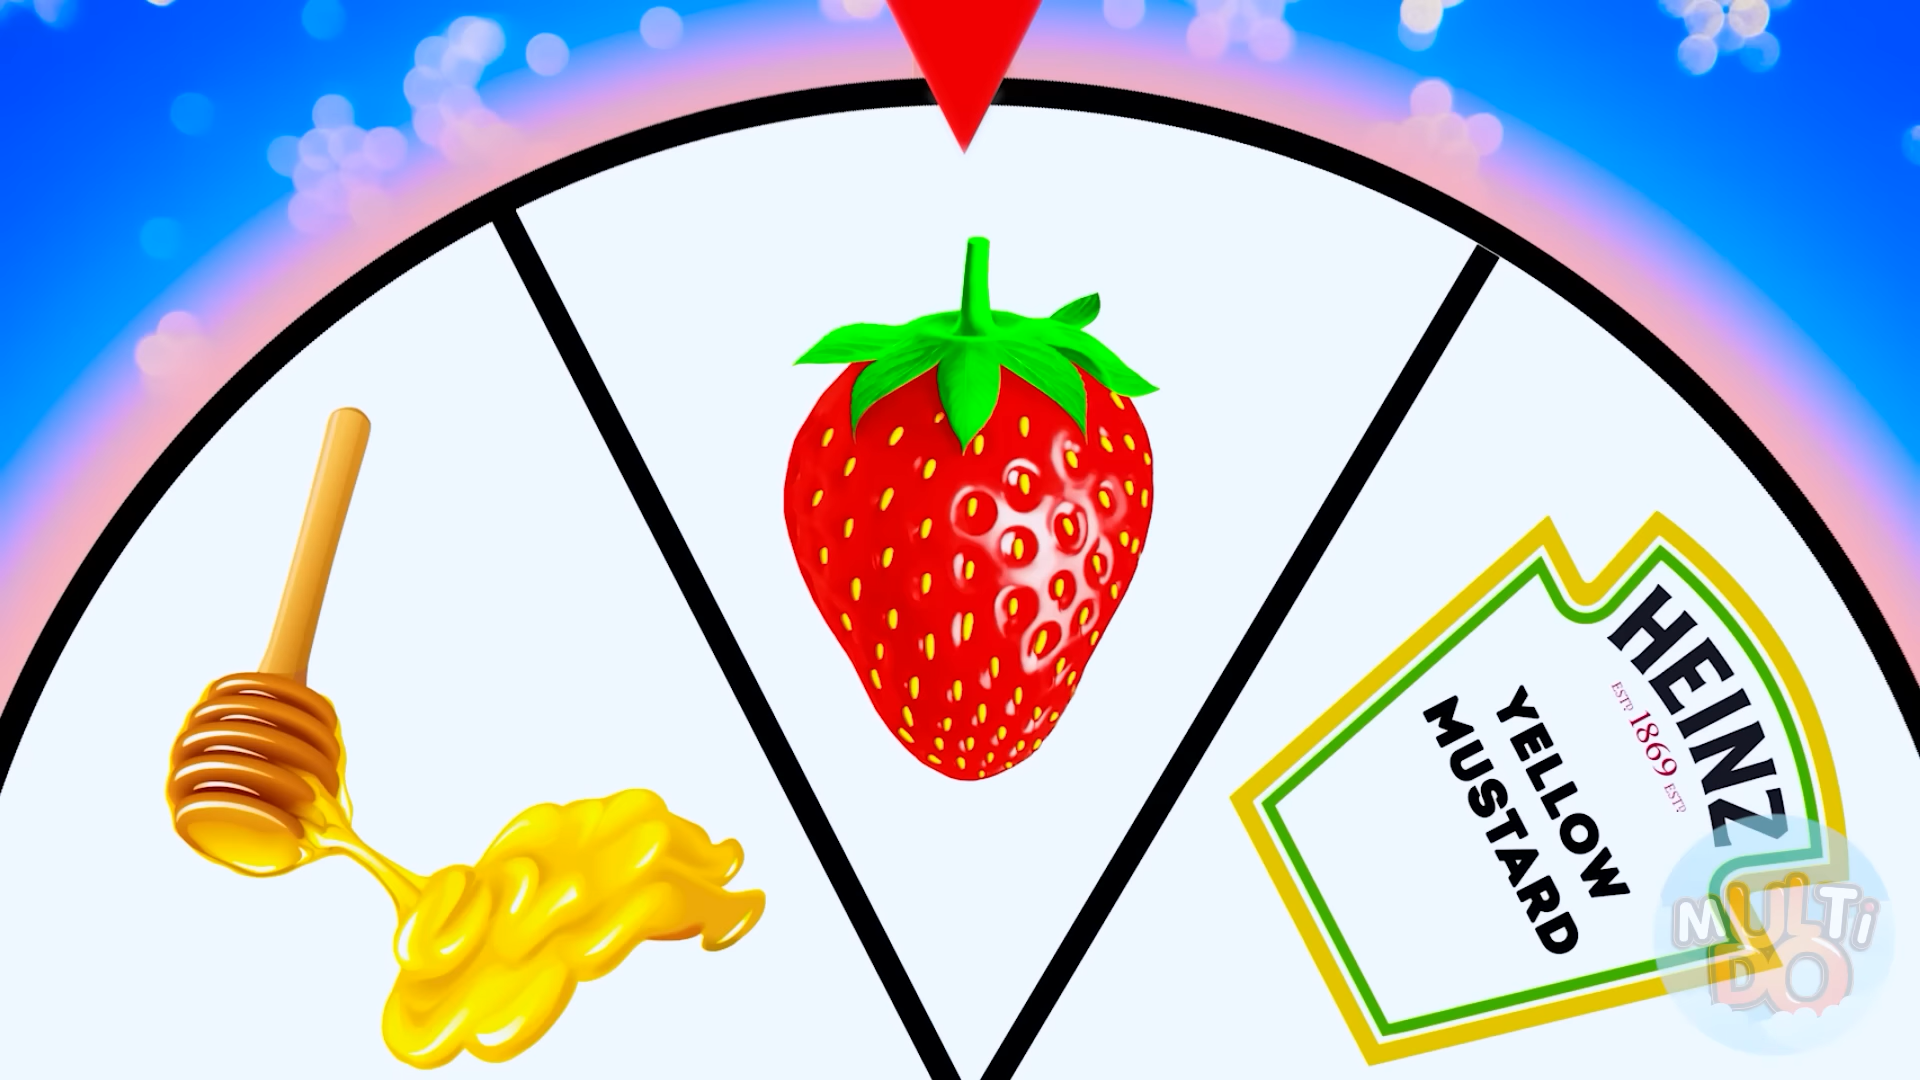 HEINZ
ESTD 1869 ESTD
YELLOW
MUSTARD
MULTi
DO